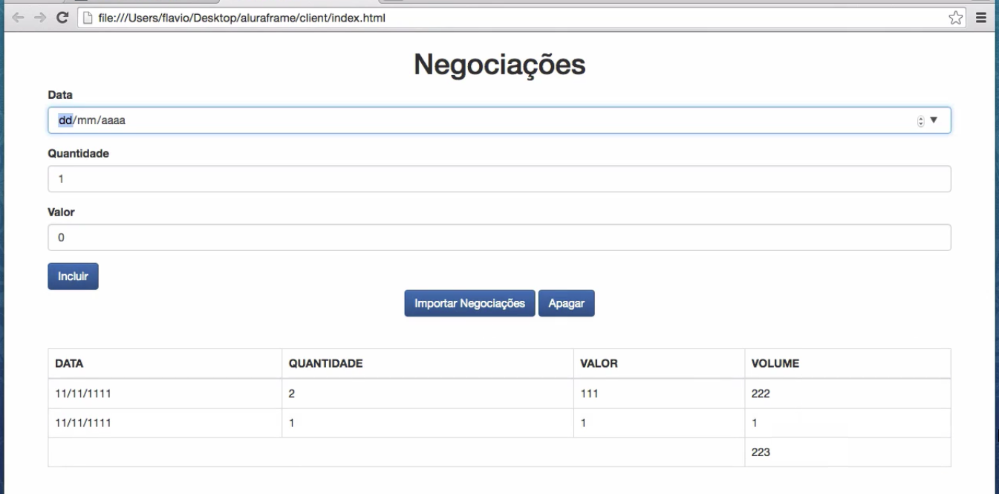 file:///Users/flavio/Desktop/aluraframe/client/index.html
Negociações
Data
dd/mm/aaaa
Quantidade
1
Valor
0
Incluir
Importar Negociações Apagar
DATA QUANTIDADE VALOR VOLUME
11/11/1111 2 111 222
11/11/1111 1 1 1
223